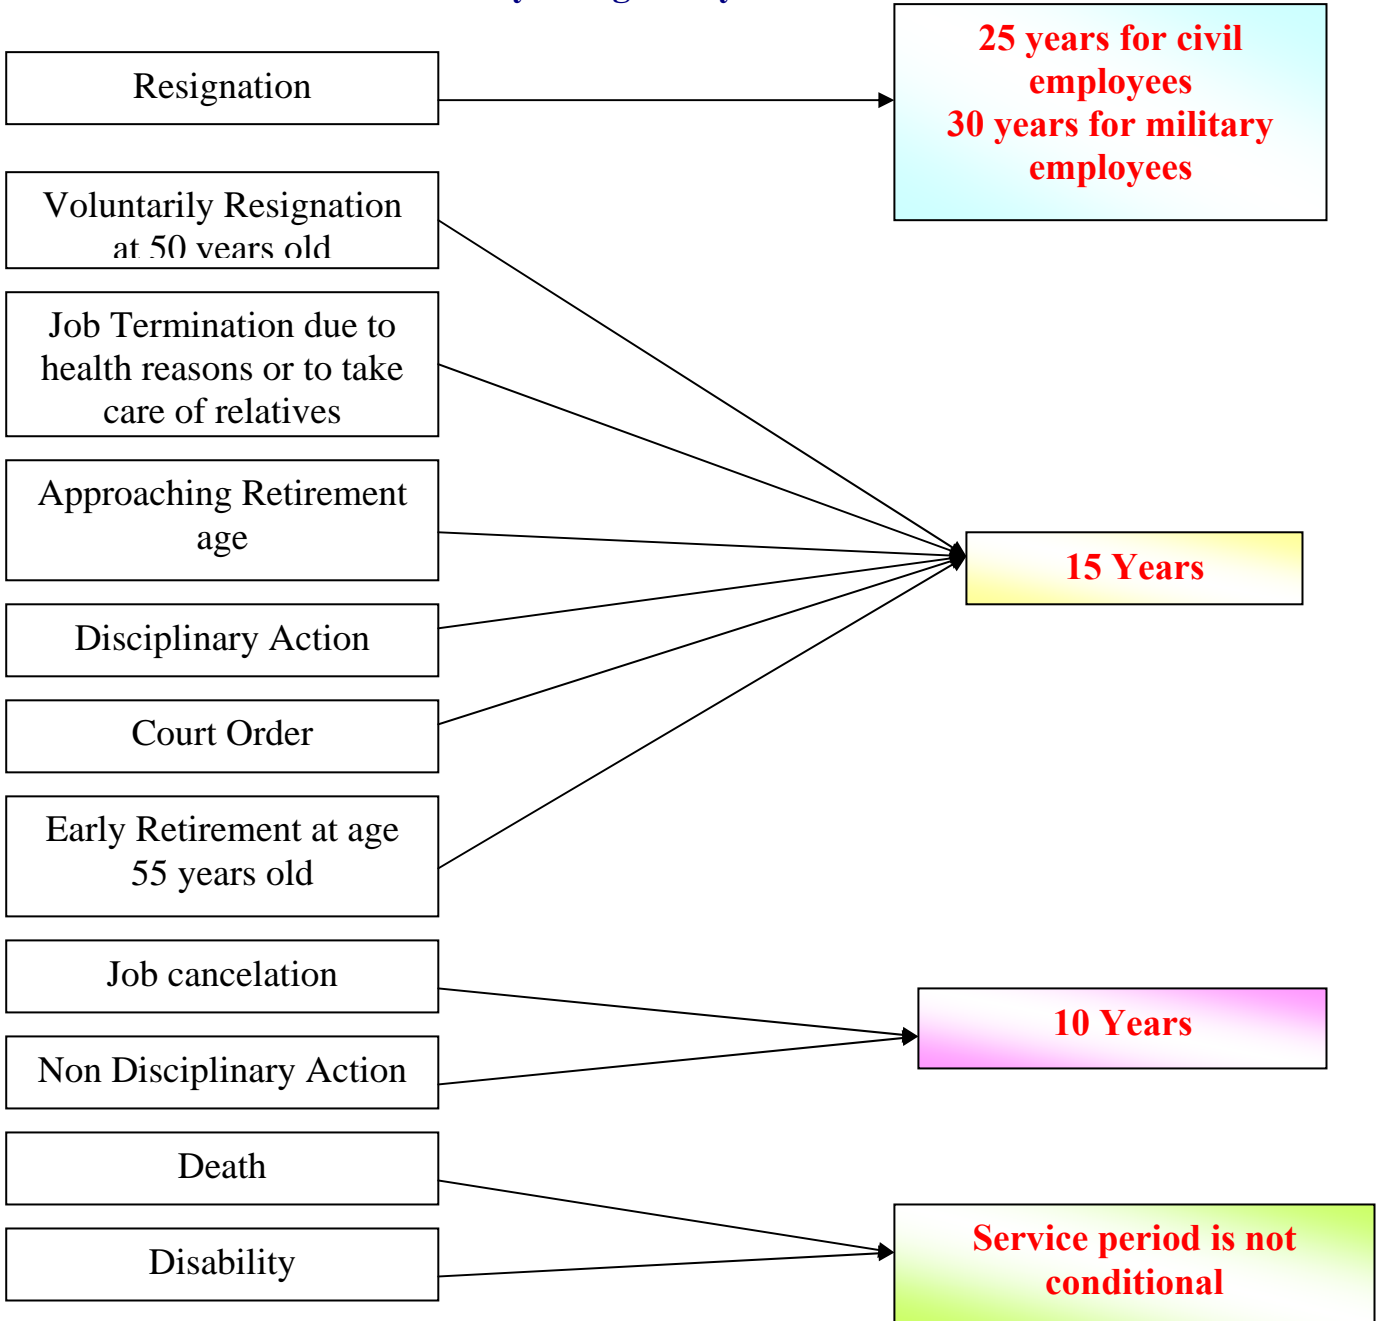 Resignation
25 years for civil
employees
30 years for military
employees
Voluntarily Resignation
at 50 years old
Job Termination due to
health reasons or to take
care of relatives
Approaching Retirement
age
15 Years
Disciplinary Action
Court Order
Early Retirement at age
55 years old
Job cancelation
10 Years
Non Disciplinary Action
Death
Disability
Service period is not
conditional